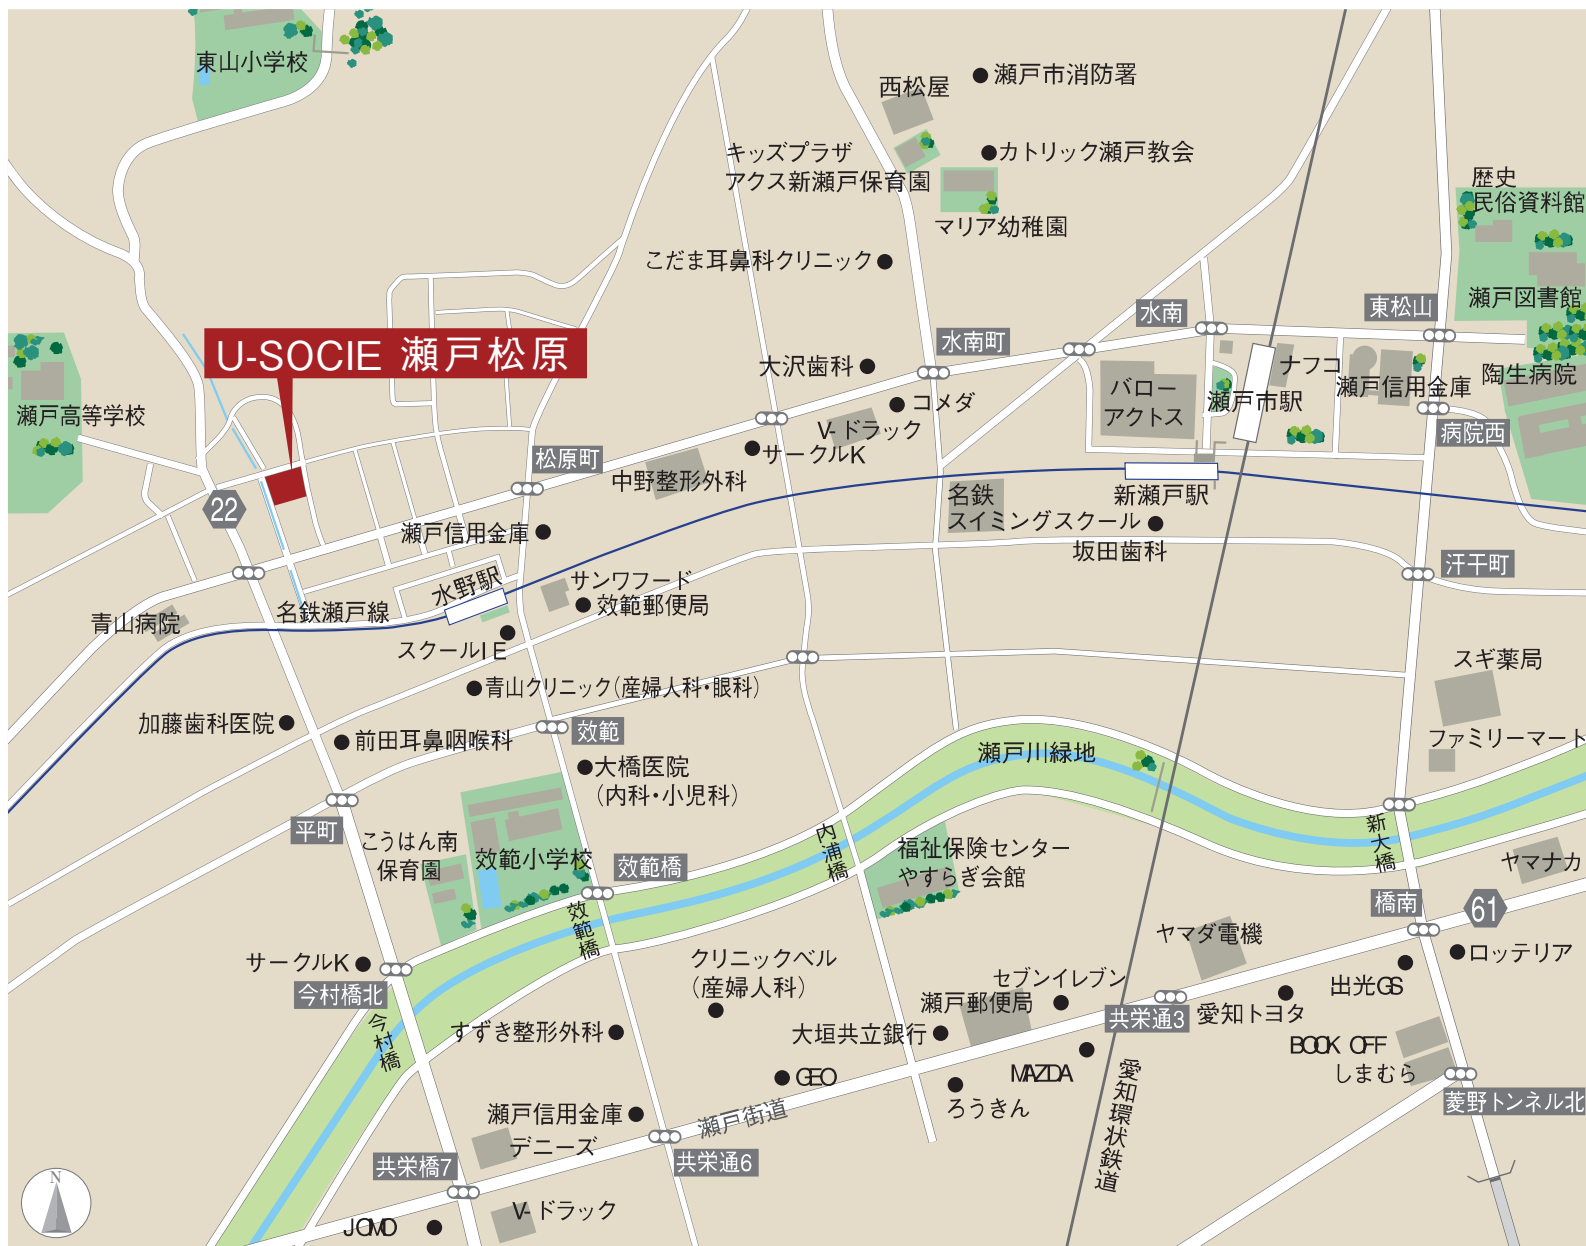 東山小学校
西松屋
瀬戸市消防署
キッズプラザ
アクス新瀬戸保育園
カトリック瀬戸教会
歴史
民俗資料館
マリア幼稚園
こだま耳鼻科クリニック
瀬戸図書館
水南
東松山
U-SOCIE 瀬戸松原
水南町
大沢歯科
ナフコ
瀬戸信用金庫
陶生病院
バロー
アクトス
瀬戸市駅
コメダ
瀬戸高等学校
V-ドラック
病院西
サークルK
松原町
中野整形外科
名鉄
スイミングスクール
新瀬戸駅
22
瀬戸信用金庫
坂田歯科
汗干町
水野駅
サンワフード
効範郵便局
名鉄瀬戸線
青山病院
スクールIE
スギ薬局
青山クリニック(産婦人科・眼科)
加藤歯科医院
前田耳鼻咽喉科
効範
ファミリーマート
瀬戸川緑地
大橋医院
(内科・小児科)
平町
こうはん南
保育園
効範小学校
効範橋
内浦橋
福祉保険センター
やすらぎ会館
新大橋
ヤマナカ
橋南
61
効範橋
ヤマダ電機
サークルK
クリニックベル
(産婦人科)
ロッテリア
セブンイレブン
出光GS
今村橋北
瀬戸郵便局
共栄通3
愛知トヨタ
今村橋
すずき整形外科
大垣共立銀行
BOOK OFF
しまむら
MAZDA
GEO
愛知環状鉄道
ろうきん
菱野トンネル北
瀬戸信用金庫
瀬戸街道
デニーズ
共栄橋7
共栄通6
N
V-ドラック
JOMO